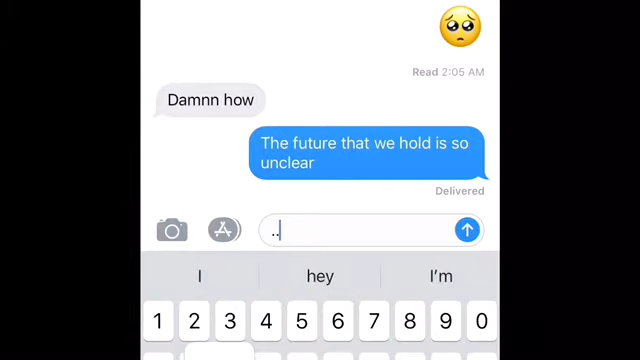 🥺
Read 2:05 AM
Damnn how
The future that we hold is so
unclear
Delivered
..
I hey I'm
1 2 3 4 5 6 7 8 9 0